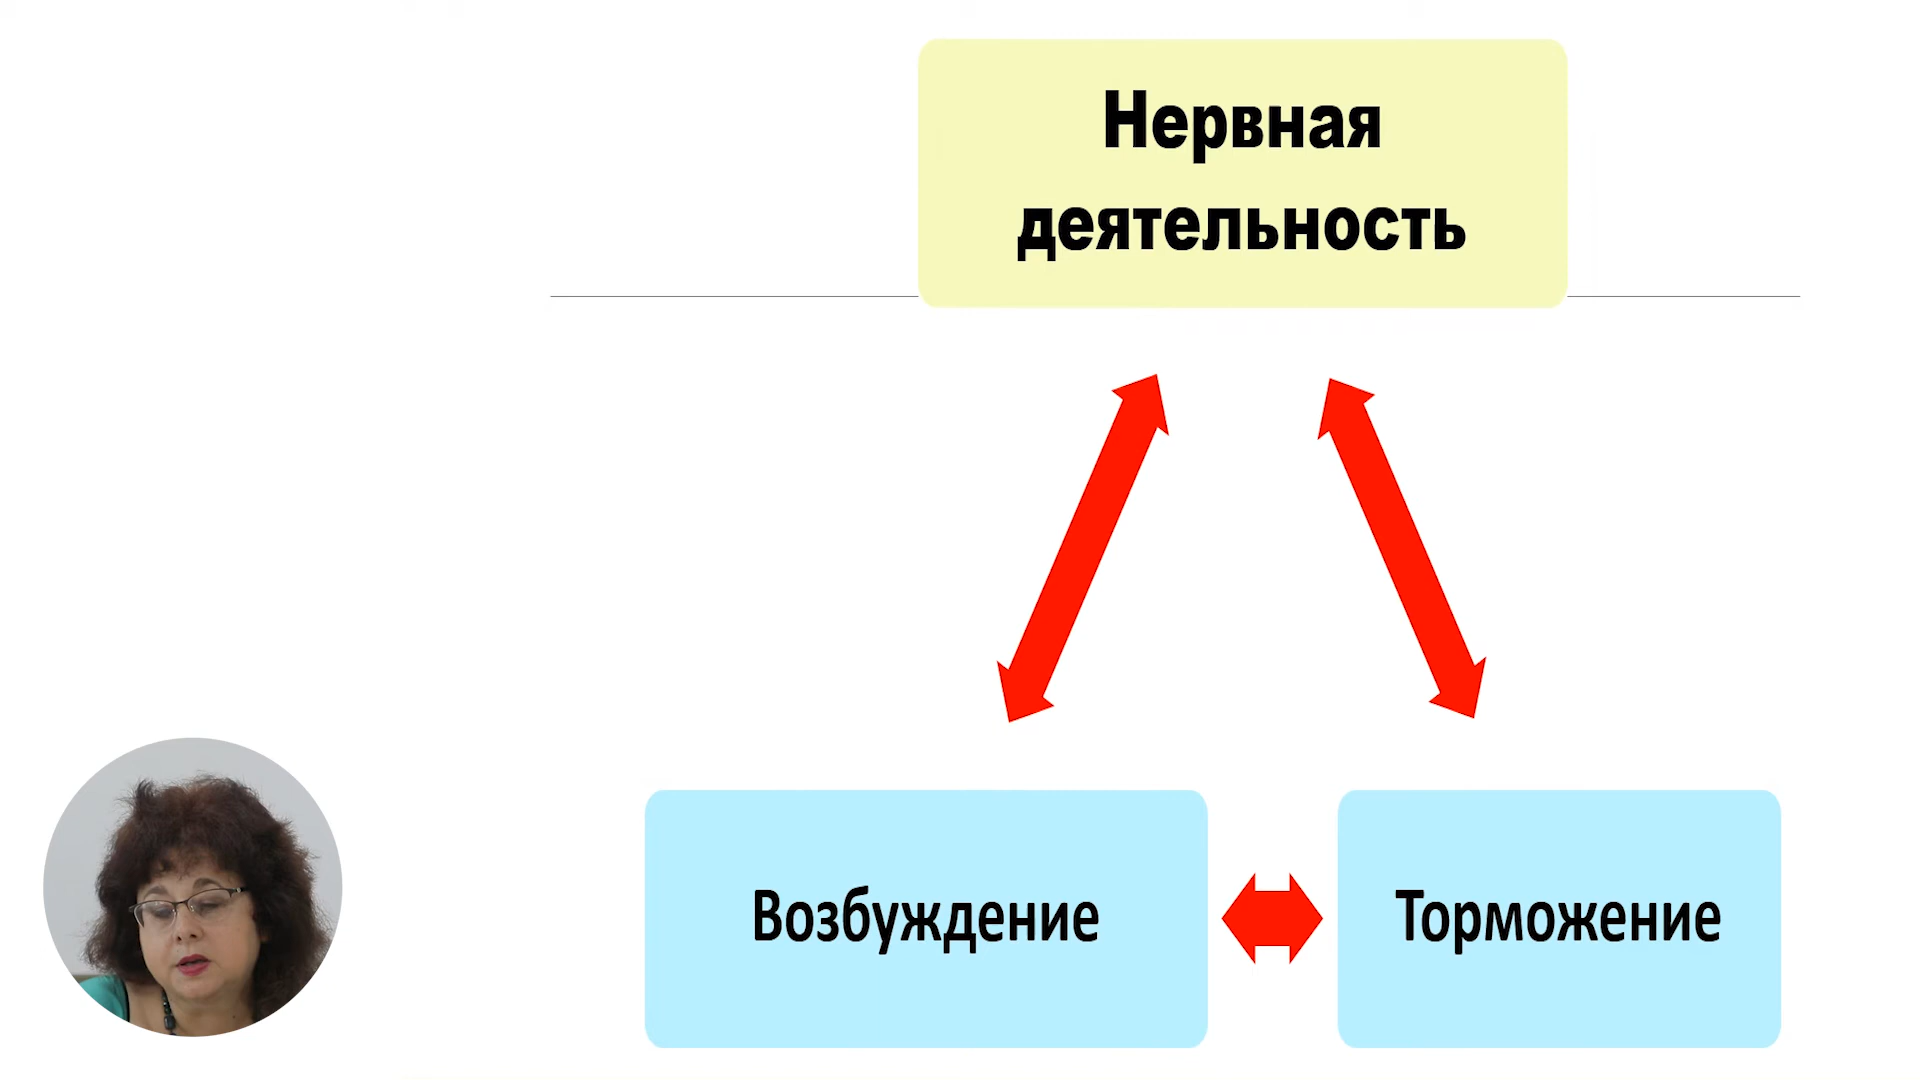 Нервная
деятельность
Возбуждение
Торможение